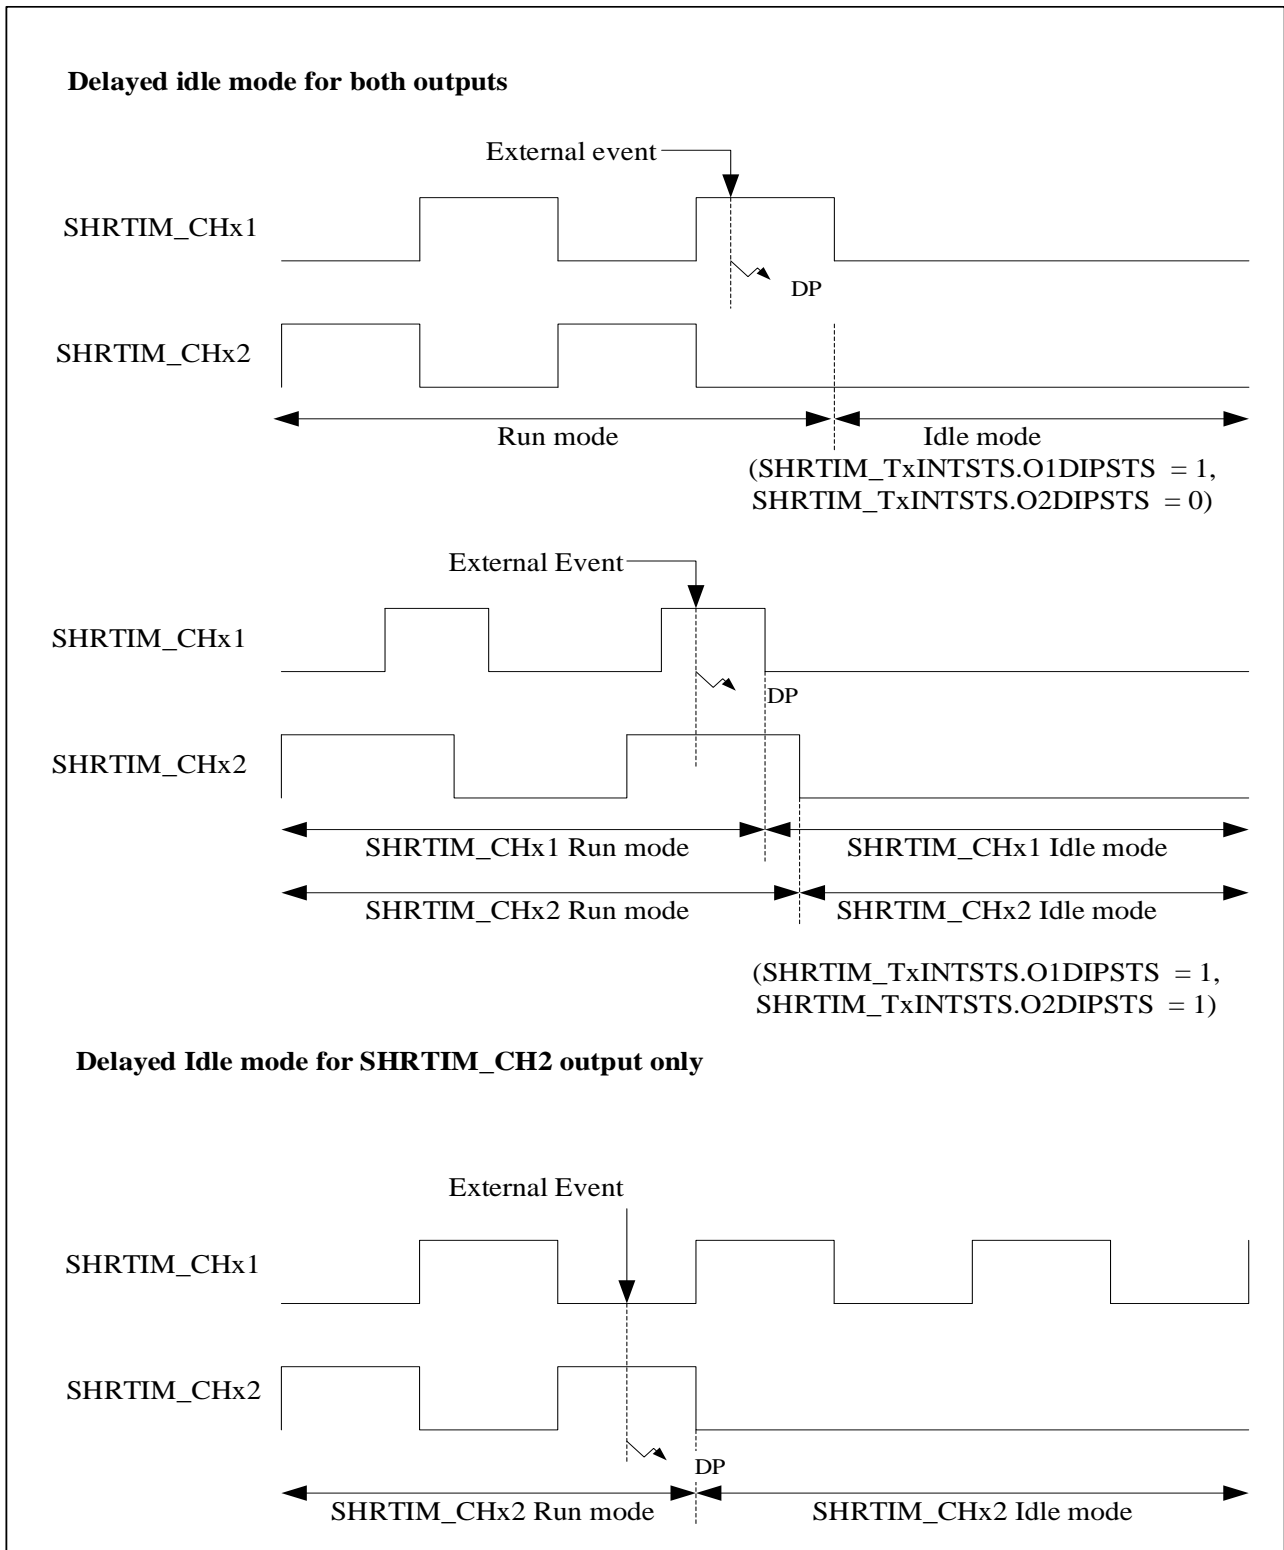 Delayed idle mode for both outputs
External event
SHRTIM_CHx1
DP
SHRTIM_CHx2
Run mode
Idle mode
(SHRTIM_TxINTSTS.O1DIPSTS = 1,
SHRTIM_TxINTSTS.O2DIPSTS = 0)
External Event
SHRTIM_CHx1
DP
SHRTIM_CHx2
SHRTIM_CHx1 Run mode
SHRTIM_CHx1 Idle mode
SHRTIM_CHx2 Run mode
SHRTIM_CHx2 Idle mode
(SHRTIM_TxINTSTS.O1DIPSTS = 1,
SHRTIM_TxINTSTS.O2DIPSTS = 1)
Delayed Idle mode for SHRTIM_CH2 output only
External Event
SHRTIM_CHx1
SHRTIM_CHx2
DP
SHRTIM_CHx2 Run mode
SHRTIM_CHx2 Idle mode